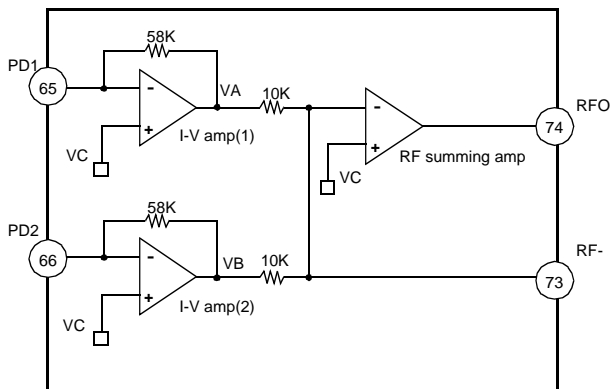 58K
PD1
65
-
+
VA
10K
I-V amp(1)
VC
-
+
RF summing amp
VC
RFO
74
58K
PD2
66
-
+
VB
10K
I-V amp(2)
VC
RF-
73